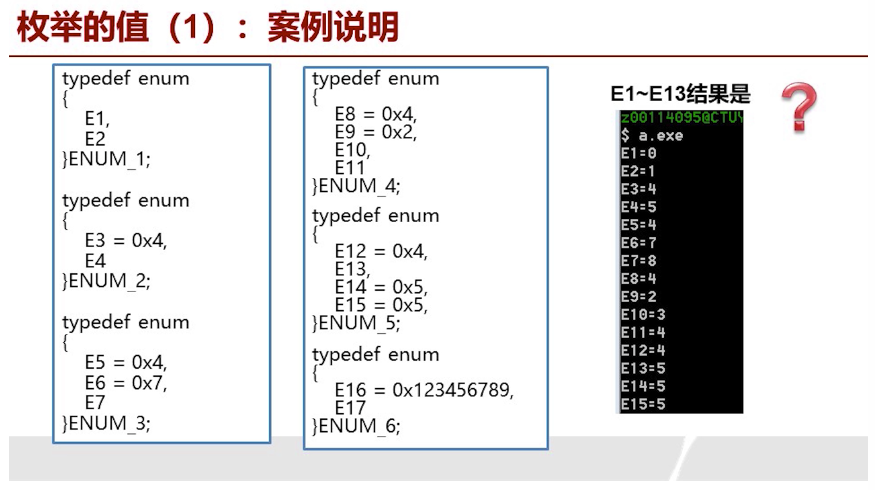 枚举的值（1）：案例说明
typedef enum
{
E1,
E2
}ENUM_1;
typedef enum
{
E3 = 0x4,
E4
}ENUM_2;
typedef enum
{
E5 = 0x4,
E6 = 0x7,
E7
}ENUM_3;
typedef enum
{
E8 = 0x4,
E9 = 0x2,
E10,
E11
}ENUM_4;
typedef enum
{
E12 = 0x4,
E13,
E14 = 0x5,
E15 = 0x5,
}ENUM_5;
typedef enum
{
E16 = 0x123456789,
E17
}ENUM_6;
E1~E13结果是
?
z00114095@CTUY
$ a.exe
E1=0
E2=1
E3=4
E4=5
E5=4
E6=7
E7=8
E8=4
E9=2
E10=3
E11=4
E12=4
E13=5
E14=5
E15=5